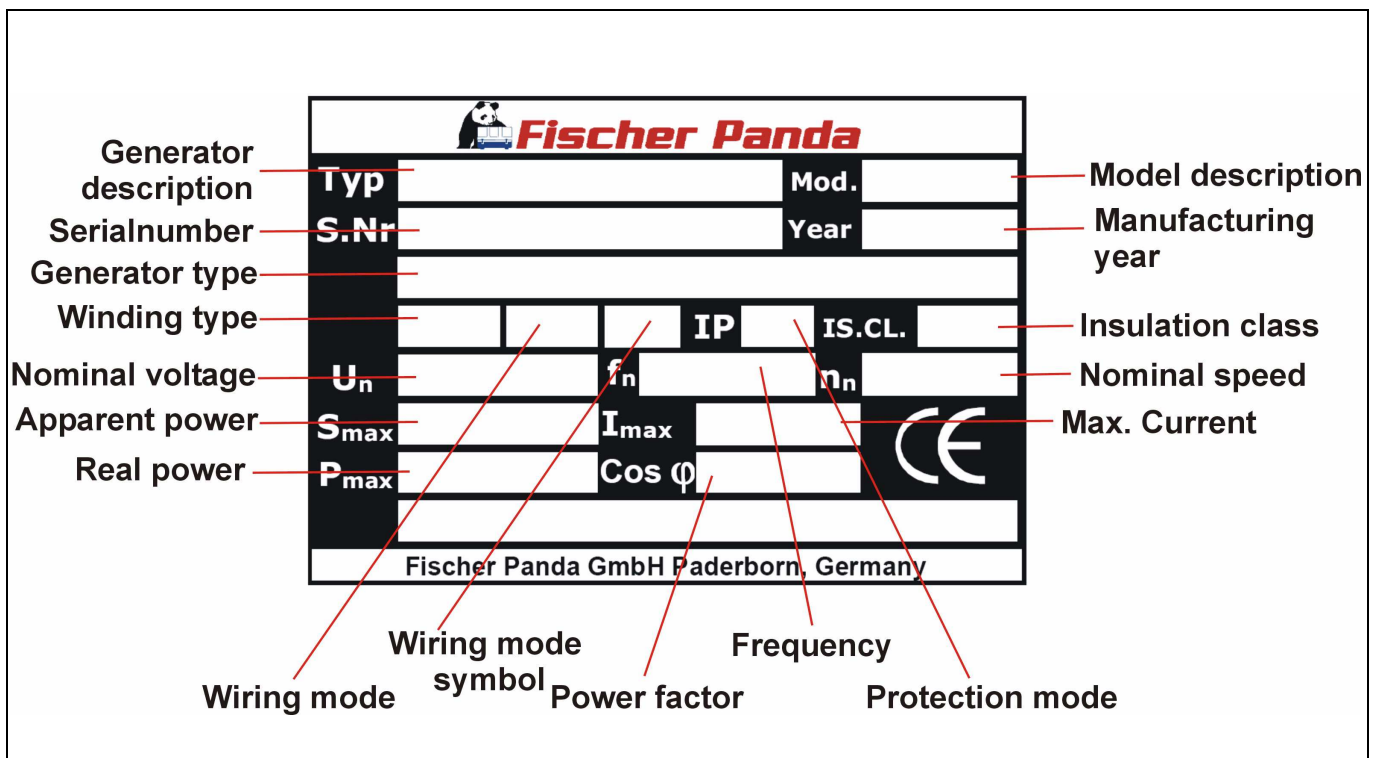 Fischer Panda
Generator
description
Typ
Mod.
Model description
Serialnumber
S.Nr
Year
Manufacturing
year
Generator type
Winding type
IP
IS.CL.
Insulation class
Nominal voltage
Un
fn
nn
Nominal speed
Apparent power
Smax
Imax
Max. Current
CE
Real power
Pmax
Cos φ
Fischer Panda GmbH Paderborn, Germany
Wiring mode
symbol
Frequency
Wiring mode
Power factor
Protection mode